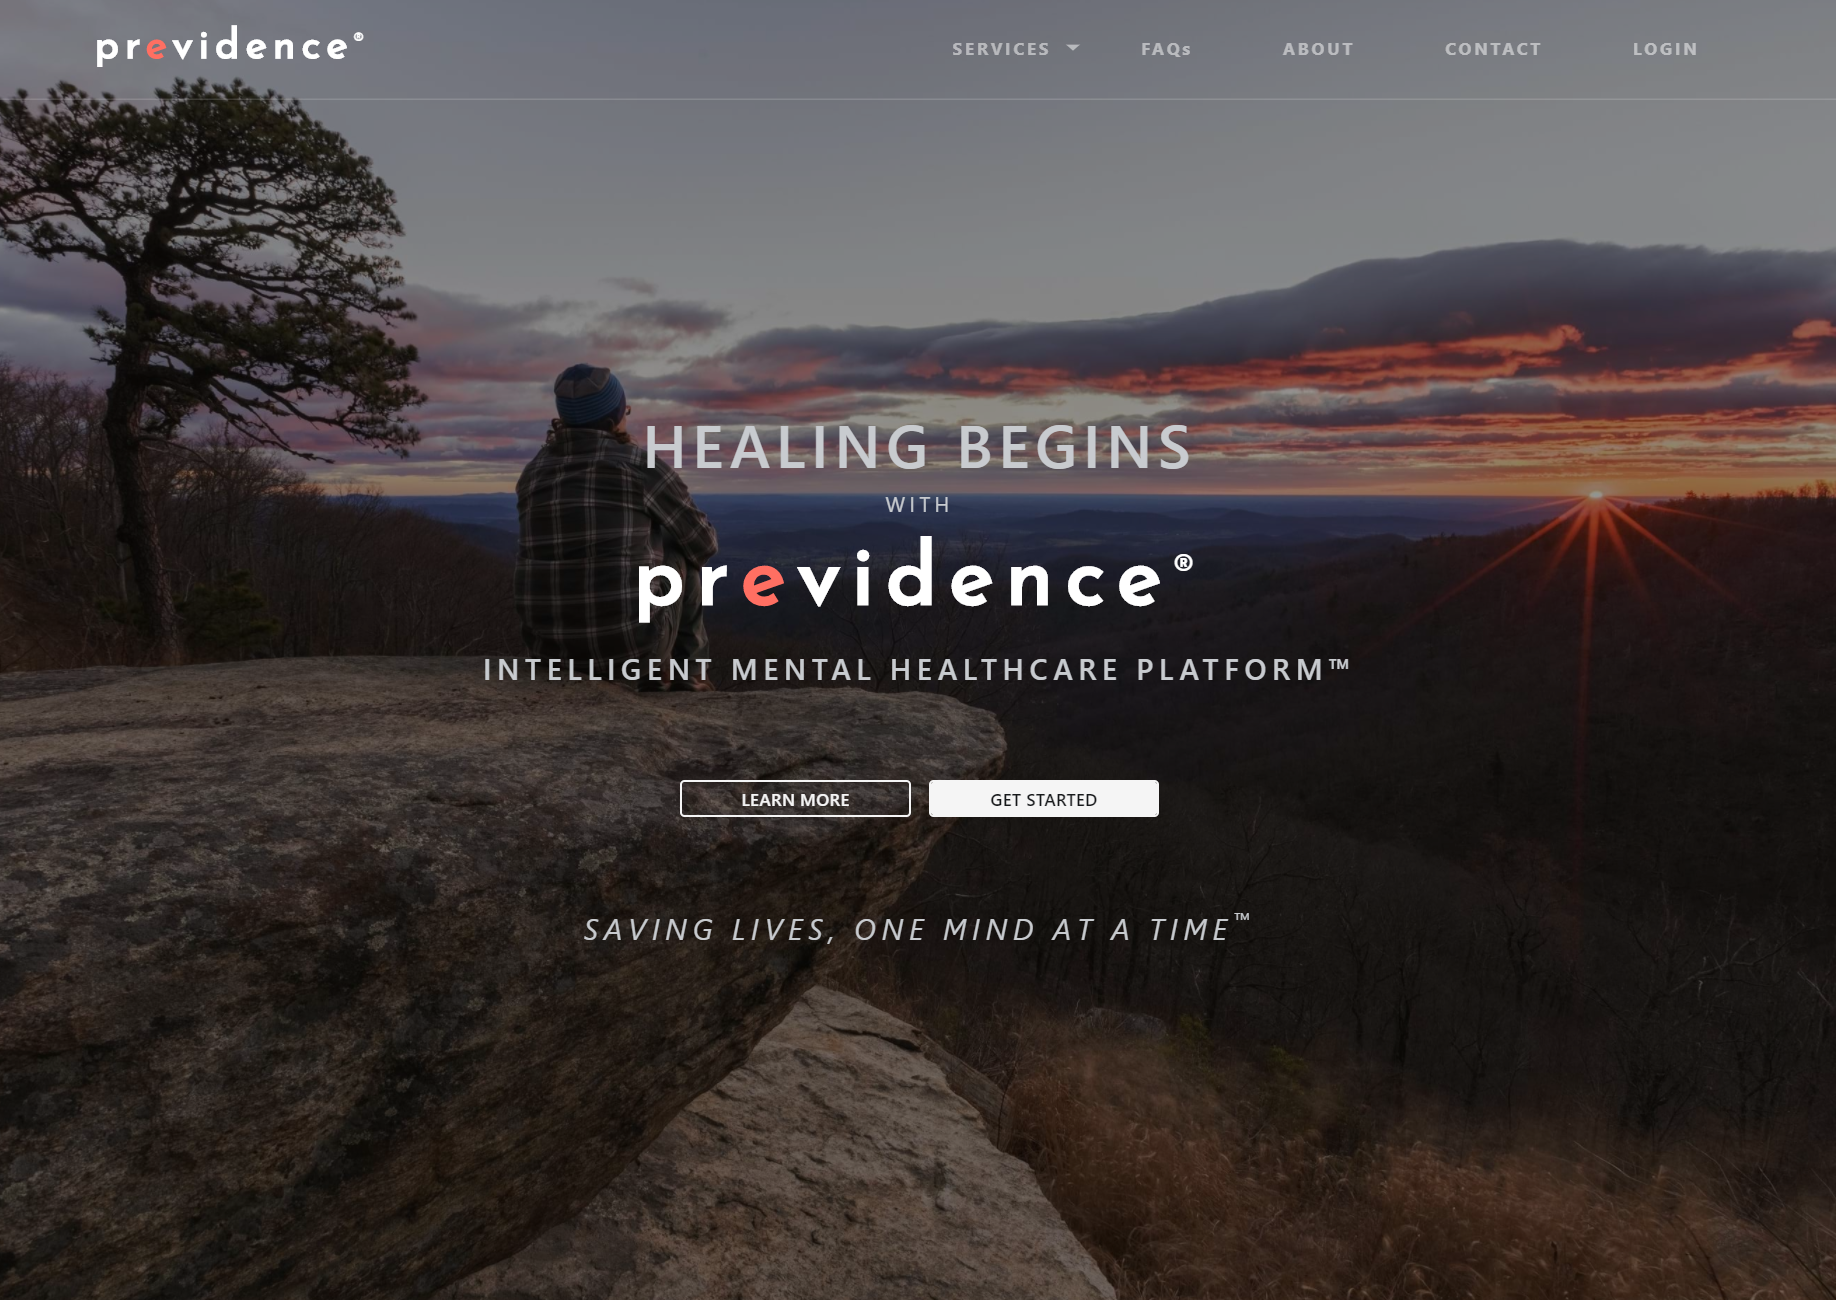 previdence®
SERVICES FAQs ABOUT CONTACT LOGIN
HEALING BEGINS
WITH
previdence®
INTELLIGENT MENTAL HEALTHCARE PLATFORM™
LEARN MORE GET STARTED
SAVING LIVES, ONE MIND AT A TIME™